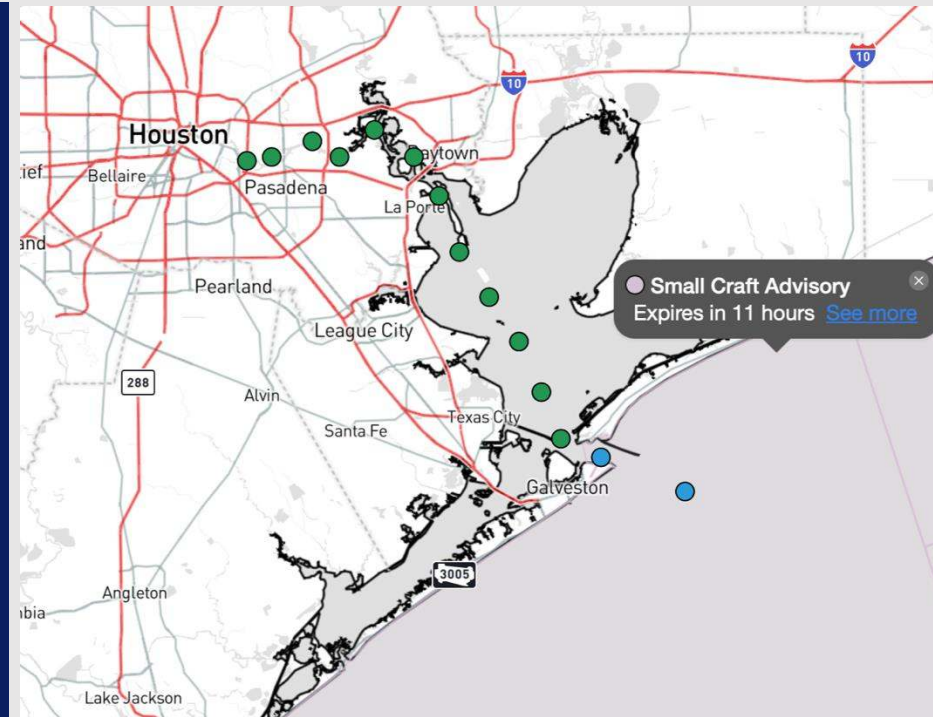 10
10
Houston
Baytown
Bellaire
Pasadena
La Porte
Small Craft Advisory
Expires in 11 hours See more
Pearland
League City
288
Alvin
Texas City
Santa Fe
Galveston
3005
Angleton
Lake Jackson